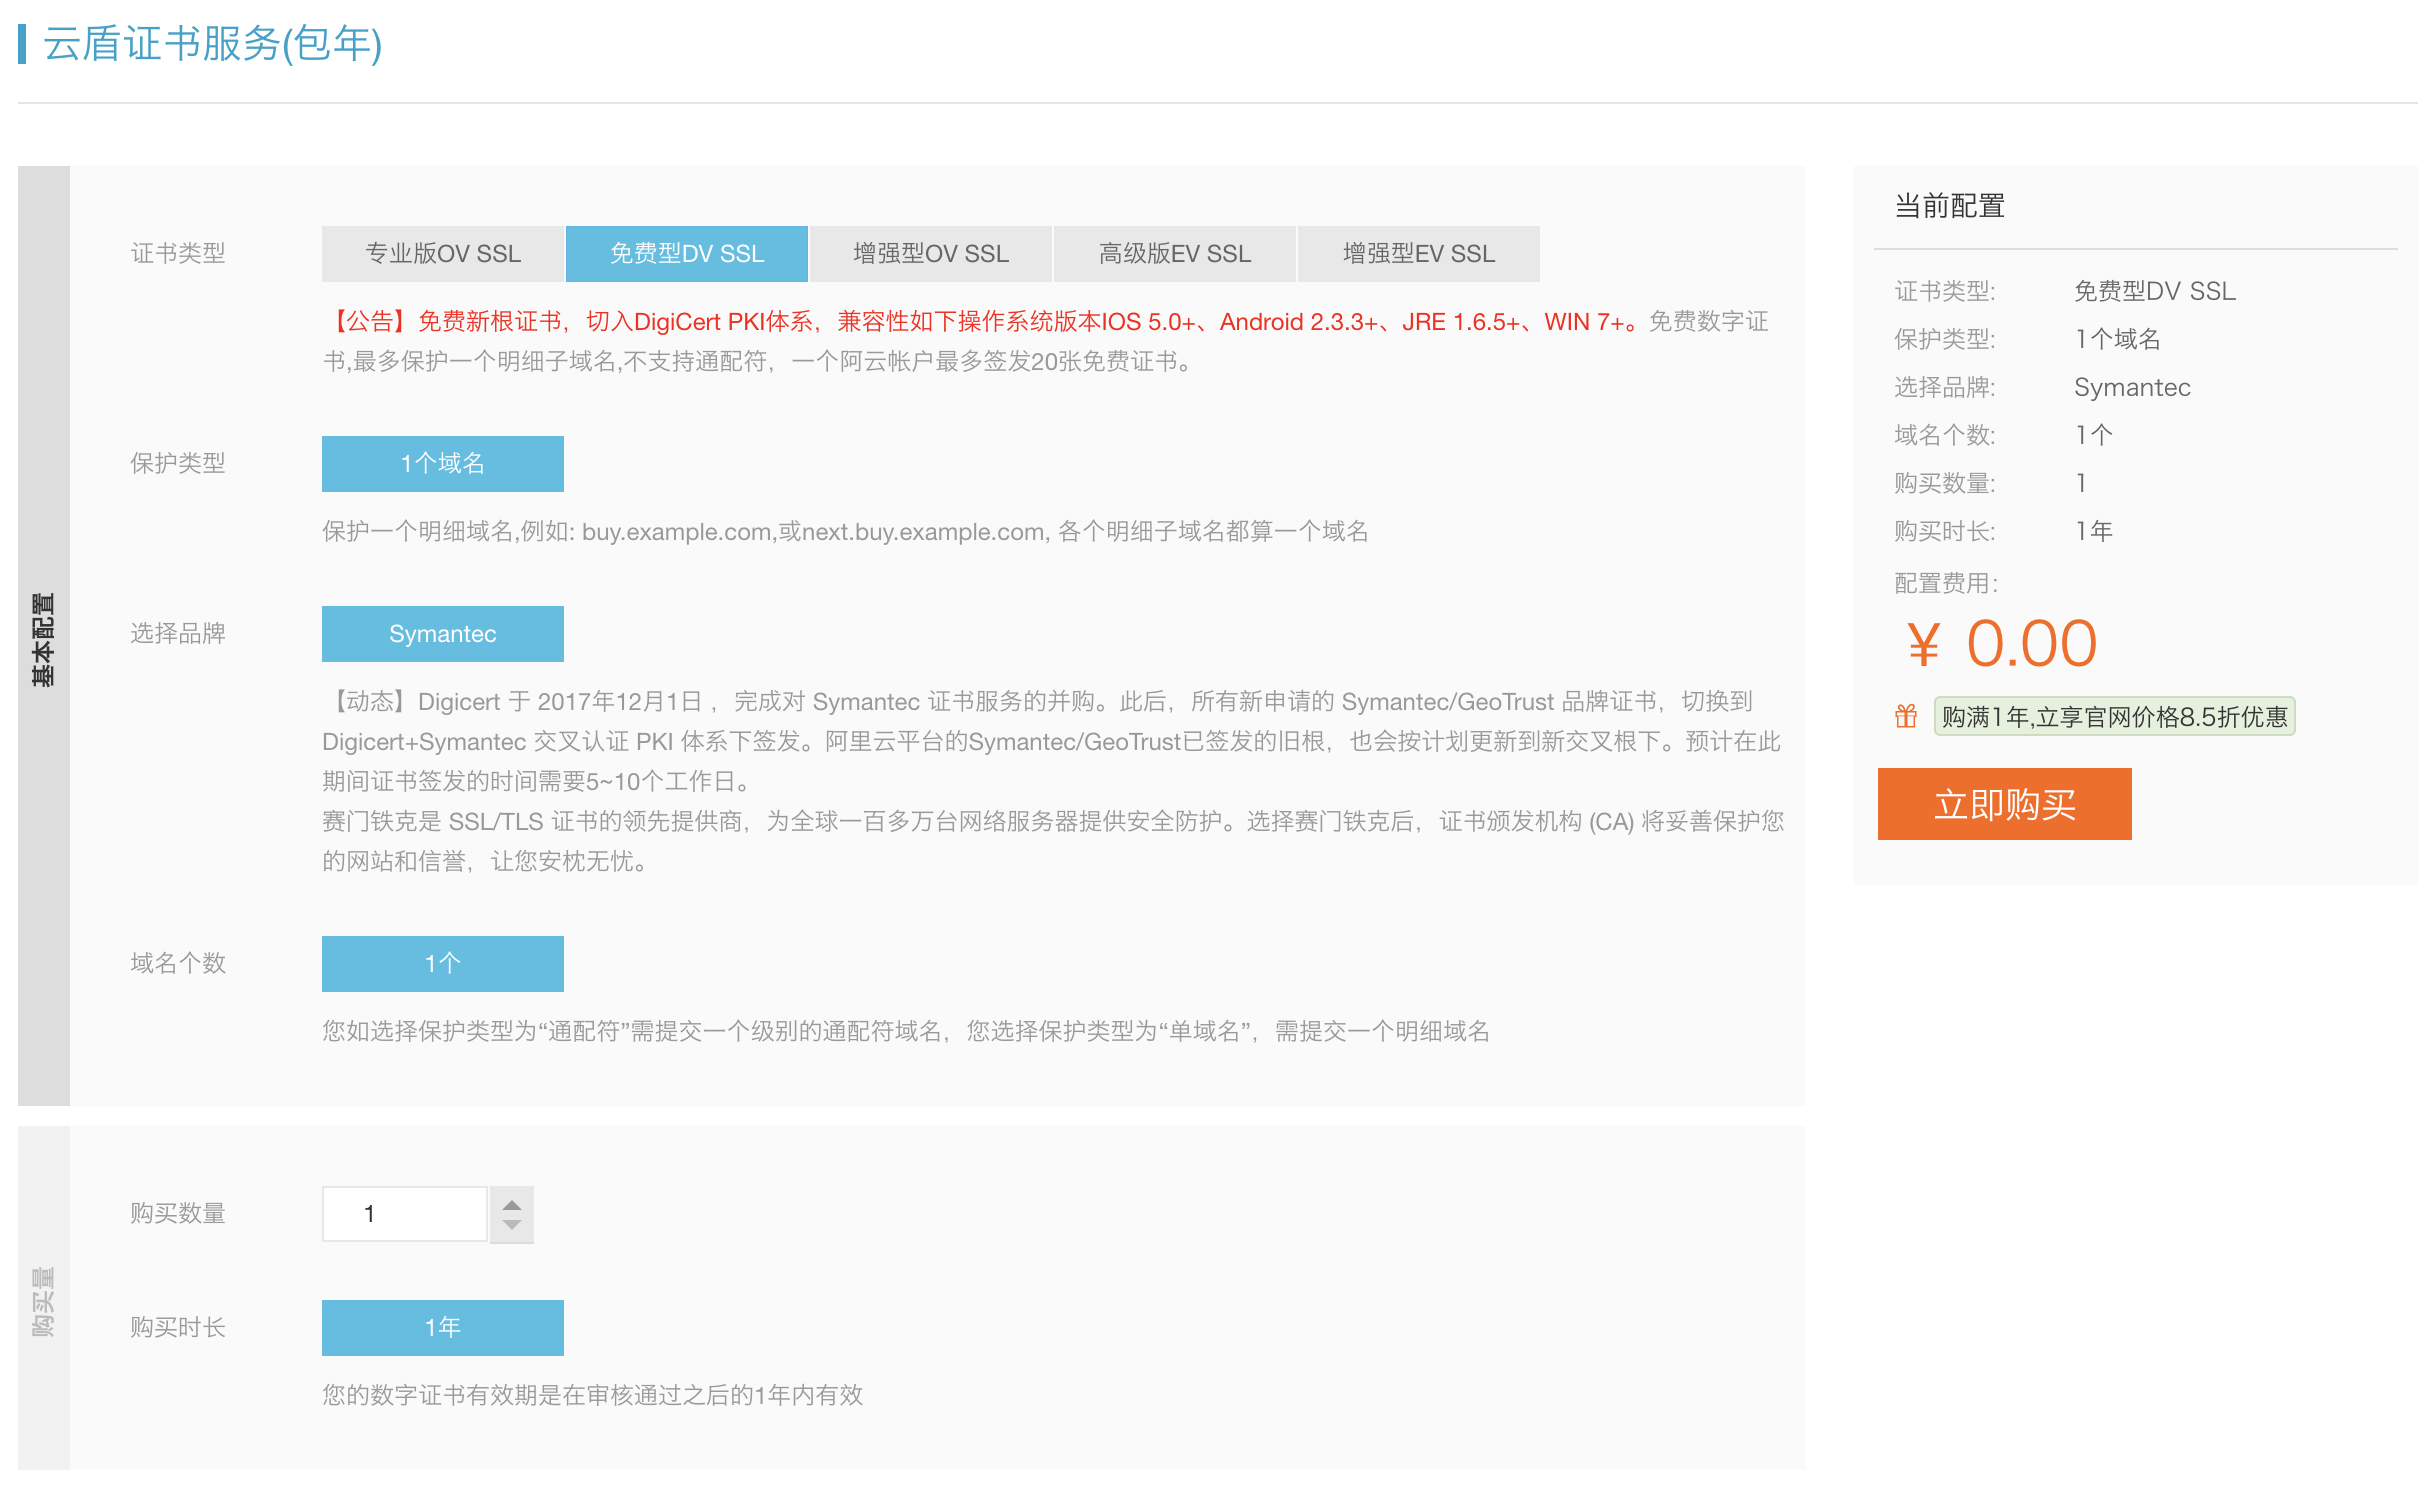 云盾证书服务(包年)
基本配置
证书类型
专业版OV SSL
免费型DV SSL
增强型OV SSL
高级版EV SSL
增强型EV SSL
【公告】免费新根证书，切入DigiCert PKI体系，兼容性如下操作系统版本IOS 5.0+、Android 2.3.3+、JRE 1.6.5+、WIN 7+。免费数字证
书,最多保护一个明细子域名,不支持通配符，一个阿云帐户最多签发20张免费证书。
保护类型
1个域名
保护一个明细域名,例如: buy.example.com,或next.buy.example.com, 各个明细子域名都算一个域名
选择品牌
Symantec
【动态】Digicert 于 2017年12月1日 ，完成对 Symantec 证书服务的并购。此后，所有新申请的 Symantec/GeoTrust 品牌证书，切换到
Digicert+Symantec 交叉认证 PKI 体系下签发。阿里云平台的Symantec/GeoTrust已签发的旧根，也会按计划更新到新交叉根下。预计在此
期间证书签发的时间需要5~10个工作日。
赛门铁克是 SSL/TLS 证书的领先提供商，为全球一百多万台网络服务器提供安全防护。选择赛门铁克后，证书颁发机构 (CA) 将妥善保护您
的网站和信誉，让您安枕无忧。
域名个数
1个
您如选择保护类型为“通配符”需提交一个级别的通配符域名，您选择保护类型为“单域名”，需提交一个明细域名
购买量
购买数量
1
购买时长
1年
您的数字证书有效期是在审核通过之后的1年内有效
当前配置
证书类型: 免费型DV SSL
保护类型: 1个域名
选择品牌: Symantec
域名个数: 1个
购买数量: 1
购买时长: 1年
配置费用:
¥ 0.00
购满1年,立享官网价格8.5折优惠
立即购买